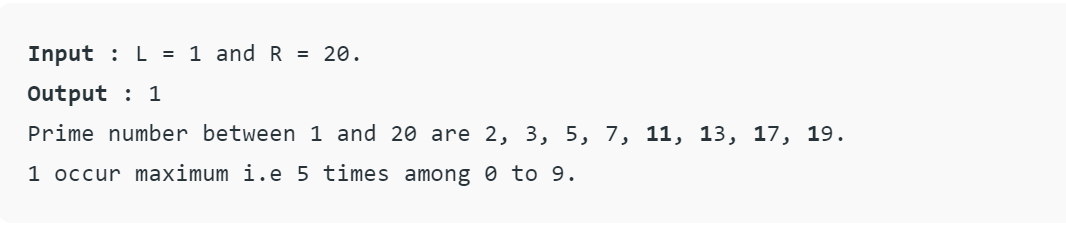 Input : L = 1 and R = 20.
Output : 1
Prime number between 1 and 20 are 2, 3, 5, 7, 11, 13, 17, 19.
1 occur maximum i.e 5 times among 0 to 9.